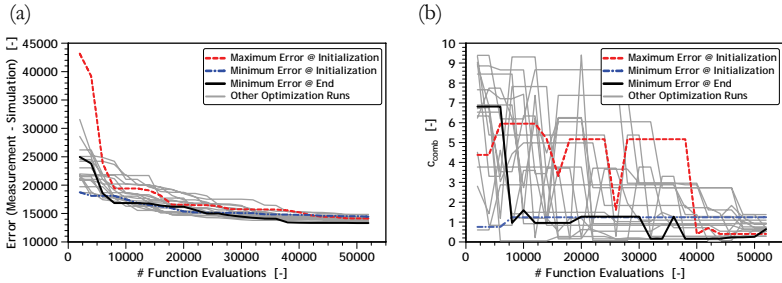 (a)
Error (Measurement - Simulation) [-]
45000
40000
35000
30000
25000
20000
15000
10000
Maximum Error @ Initialization
Minimum Error @ Initialization
Minimum Error @ End
Other Optimization Runs
0 10000 20000 30000 40000 50000
# Function Evaluations [-]
(b)
c_comb [-]
10
9
8
7
6
5
4
3
2
1
0
Maximum Error @ Initialization
Minimum Error @ Initialization
Minimum Error @ End
Other Optimization Runs
0 10000 20000 30000 40000 50000
# Function Evaluations [-]